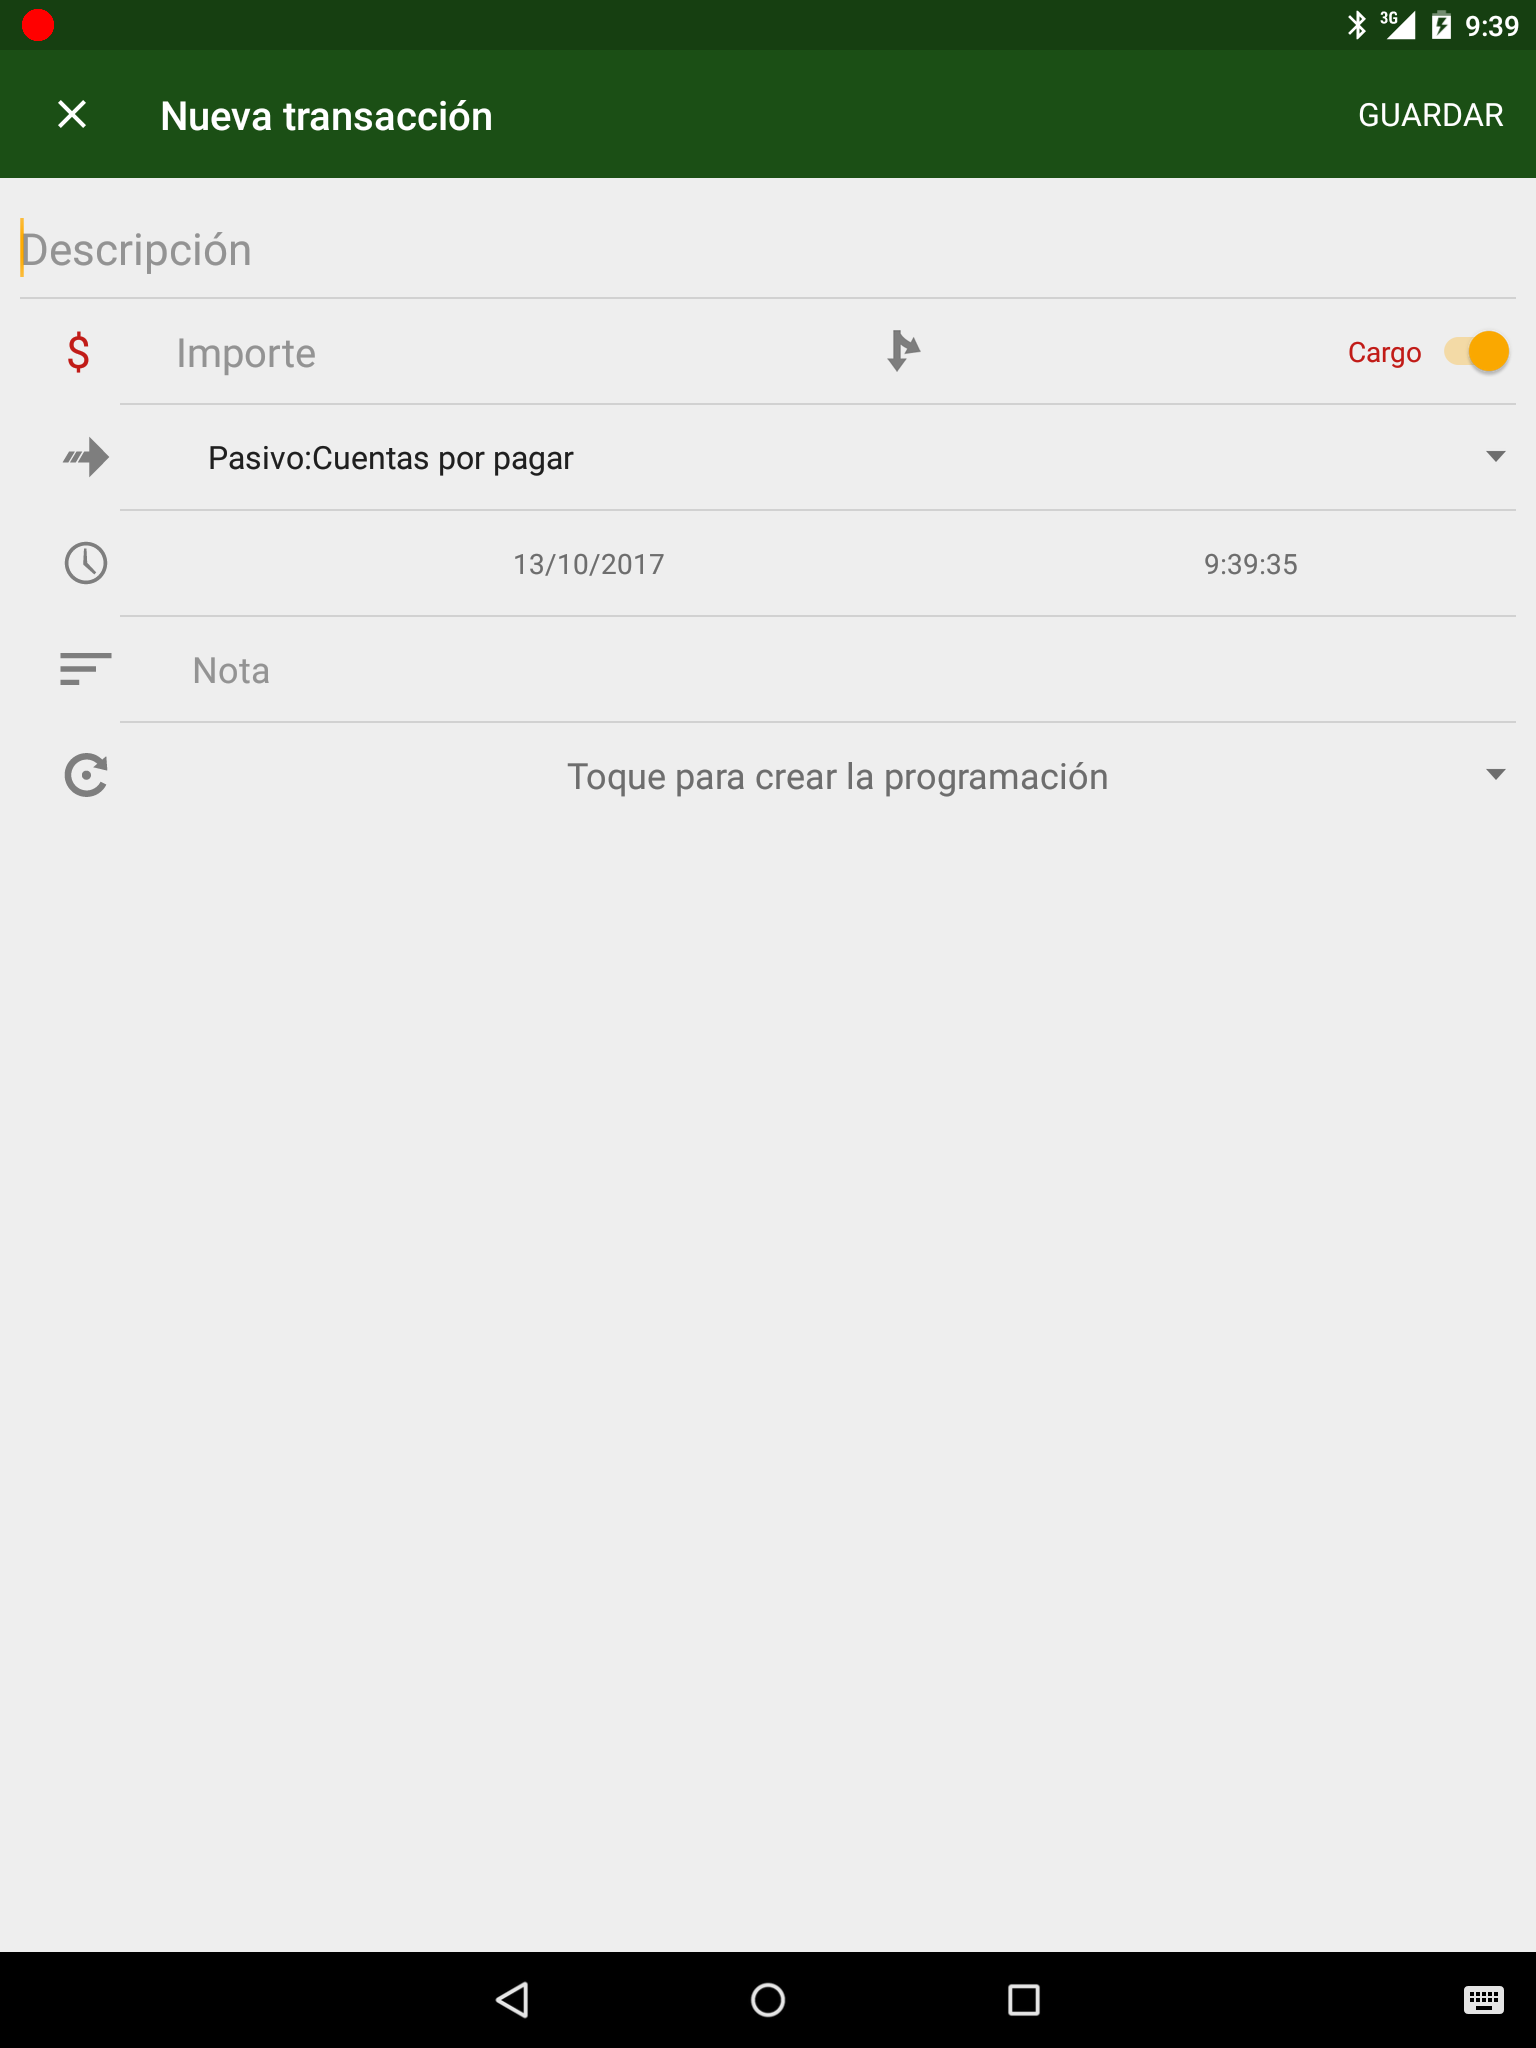 3G 9:39
Nueva transacción GUARDAR
Descripción
$ Importe Cargo
Pasivo:Cuentas por pagar
13/10/2017 9:39:35
Nota
Toque para crear la programación